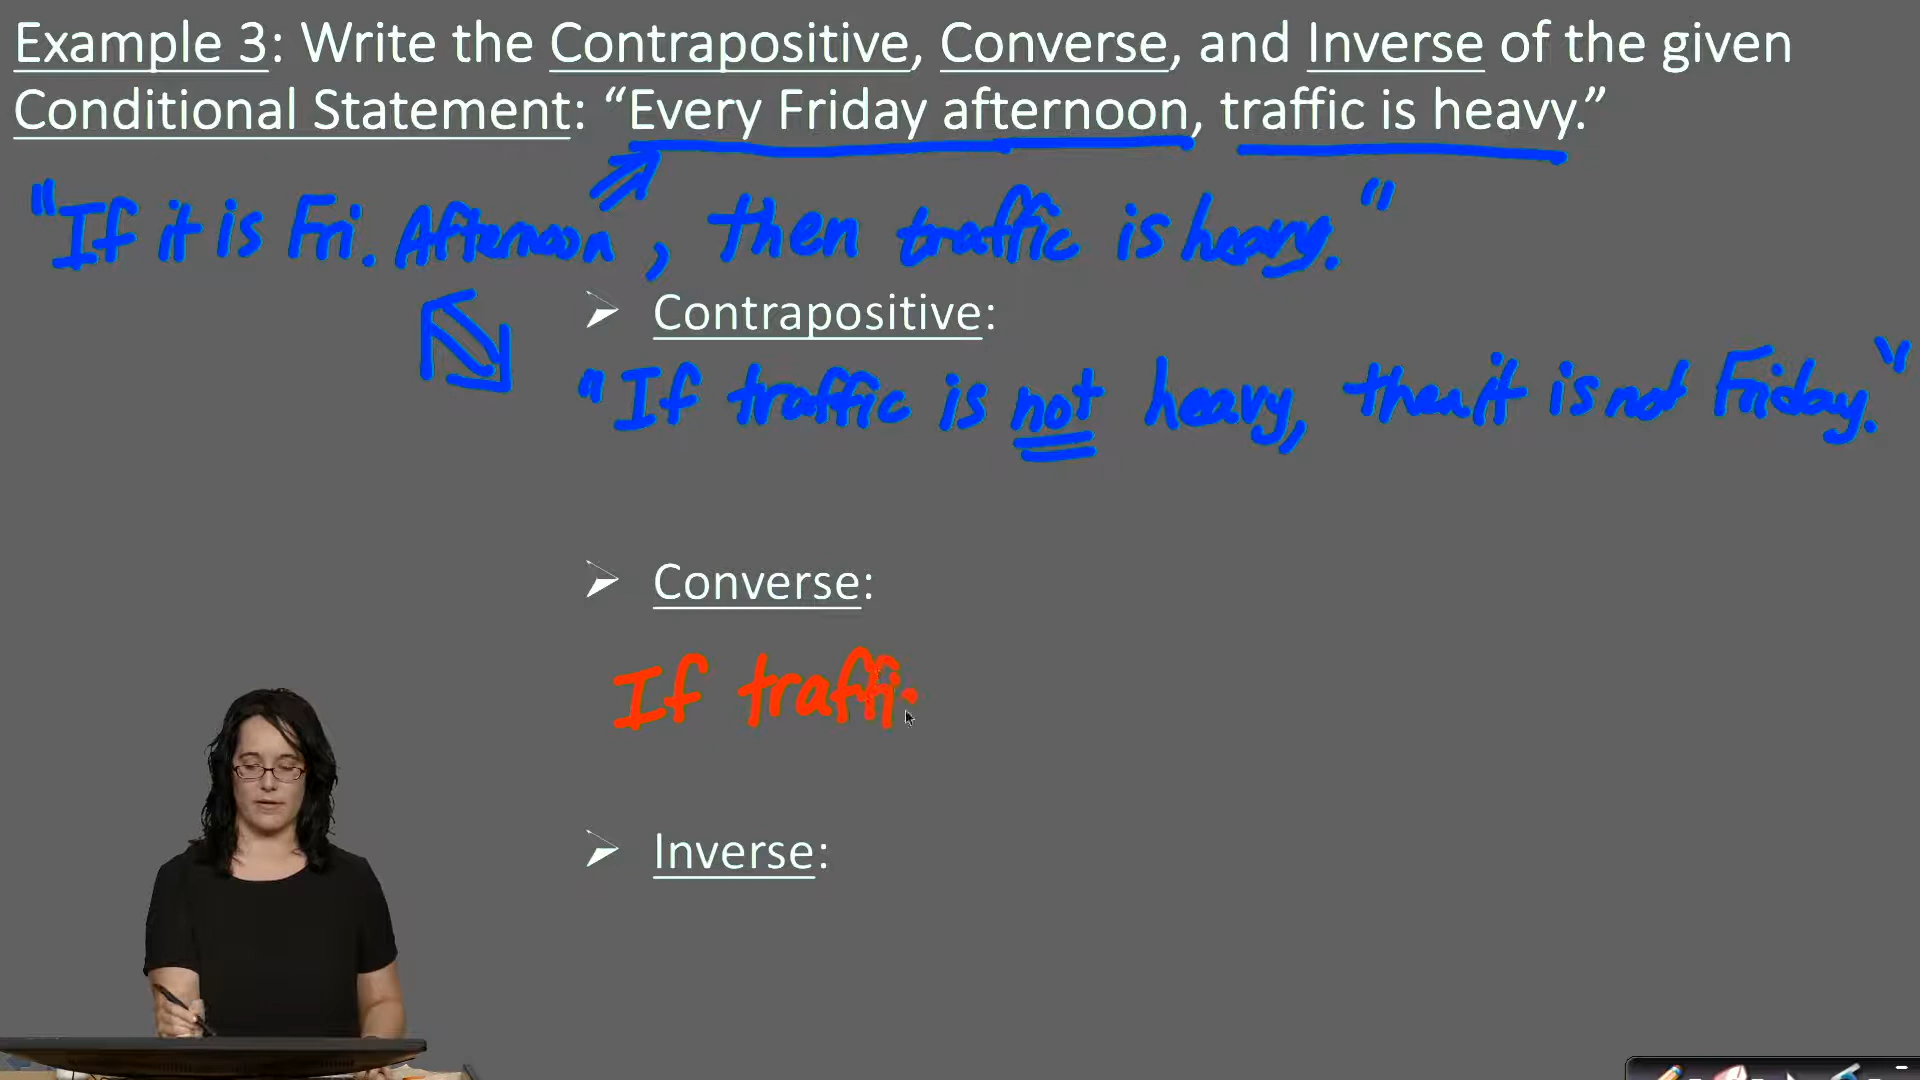 Example 3: Write the Contrapositive, Converse, and Inverse of the given
Conditional Statement: “Every Friday afternoon, traffic is heavy.”
"If it is Fri. Afternoon, then traffic is heavy."
➢ Contrapositive:
"If traffic is not heavy, then it is not Friday."
➢ Converse:
If traffi
➢ Inverse: